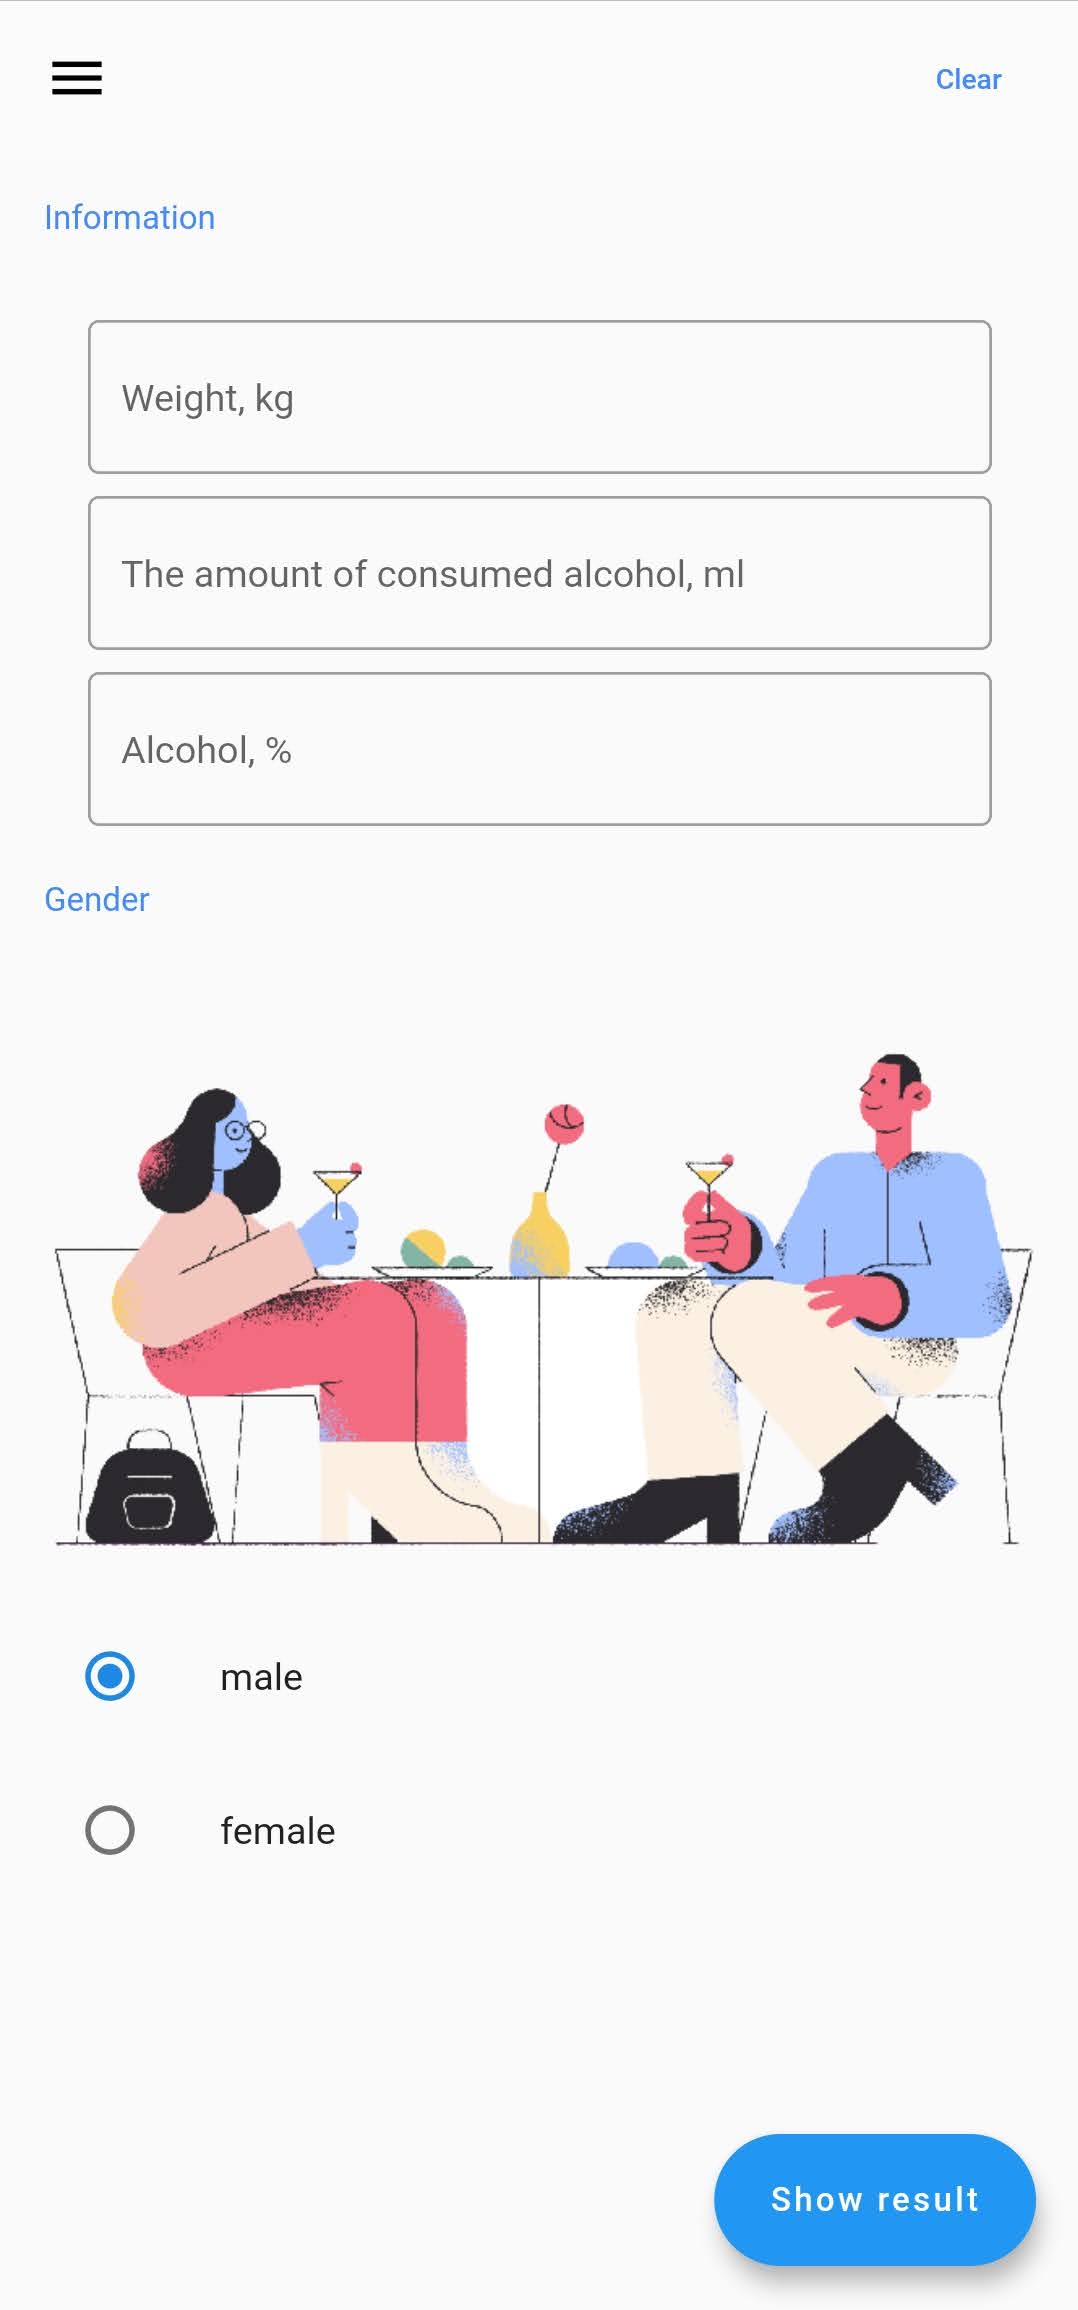 Clear
Information
Weight, kg
The amount of consumed alcohol, ml
Alcohol, %
Gender
male
female
Show result